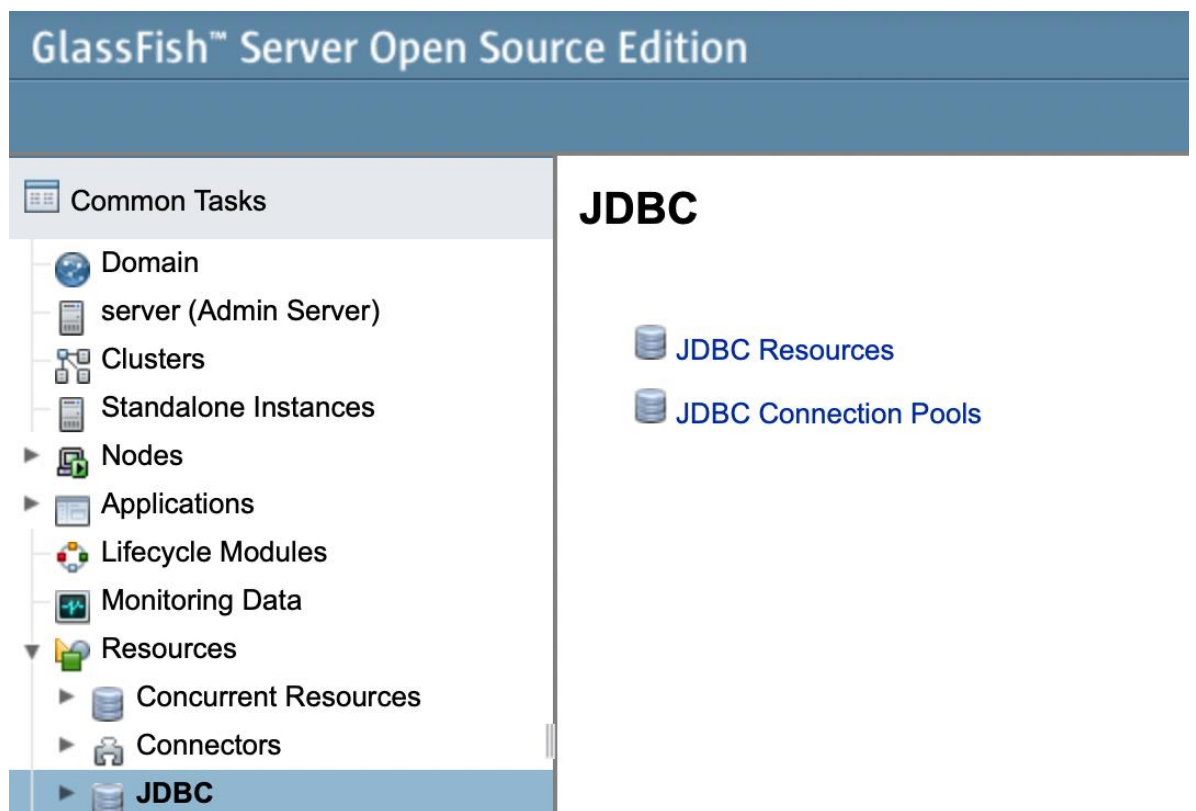 GlassFish™ Server Open Source Edition
Common Tasks
Domain
server (Admin Server)
Clusters
Standalone Instances
Nodes
Applications
Lifecycle Modules
Monitoring Data
Resources
Concurrent Resources
Connectors
JDBC
JDBC
JDBC Resources
JDBC Connection Pools